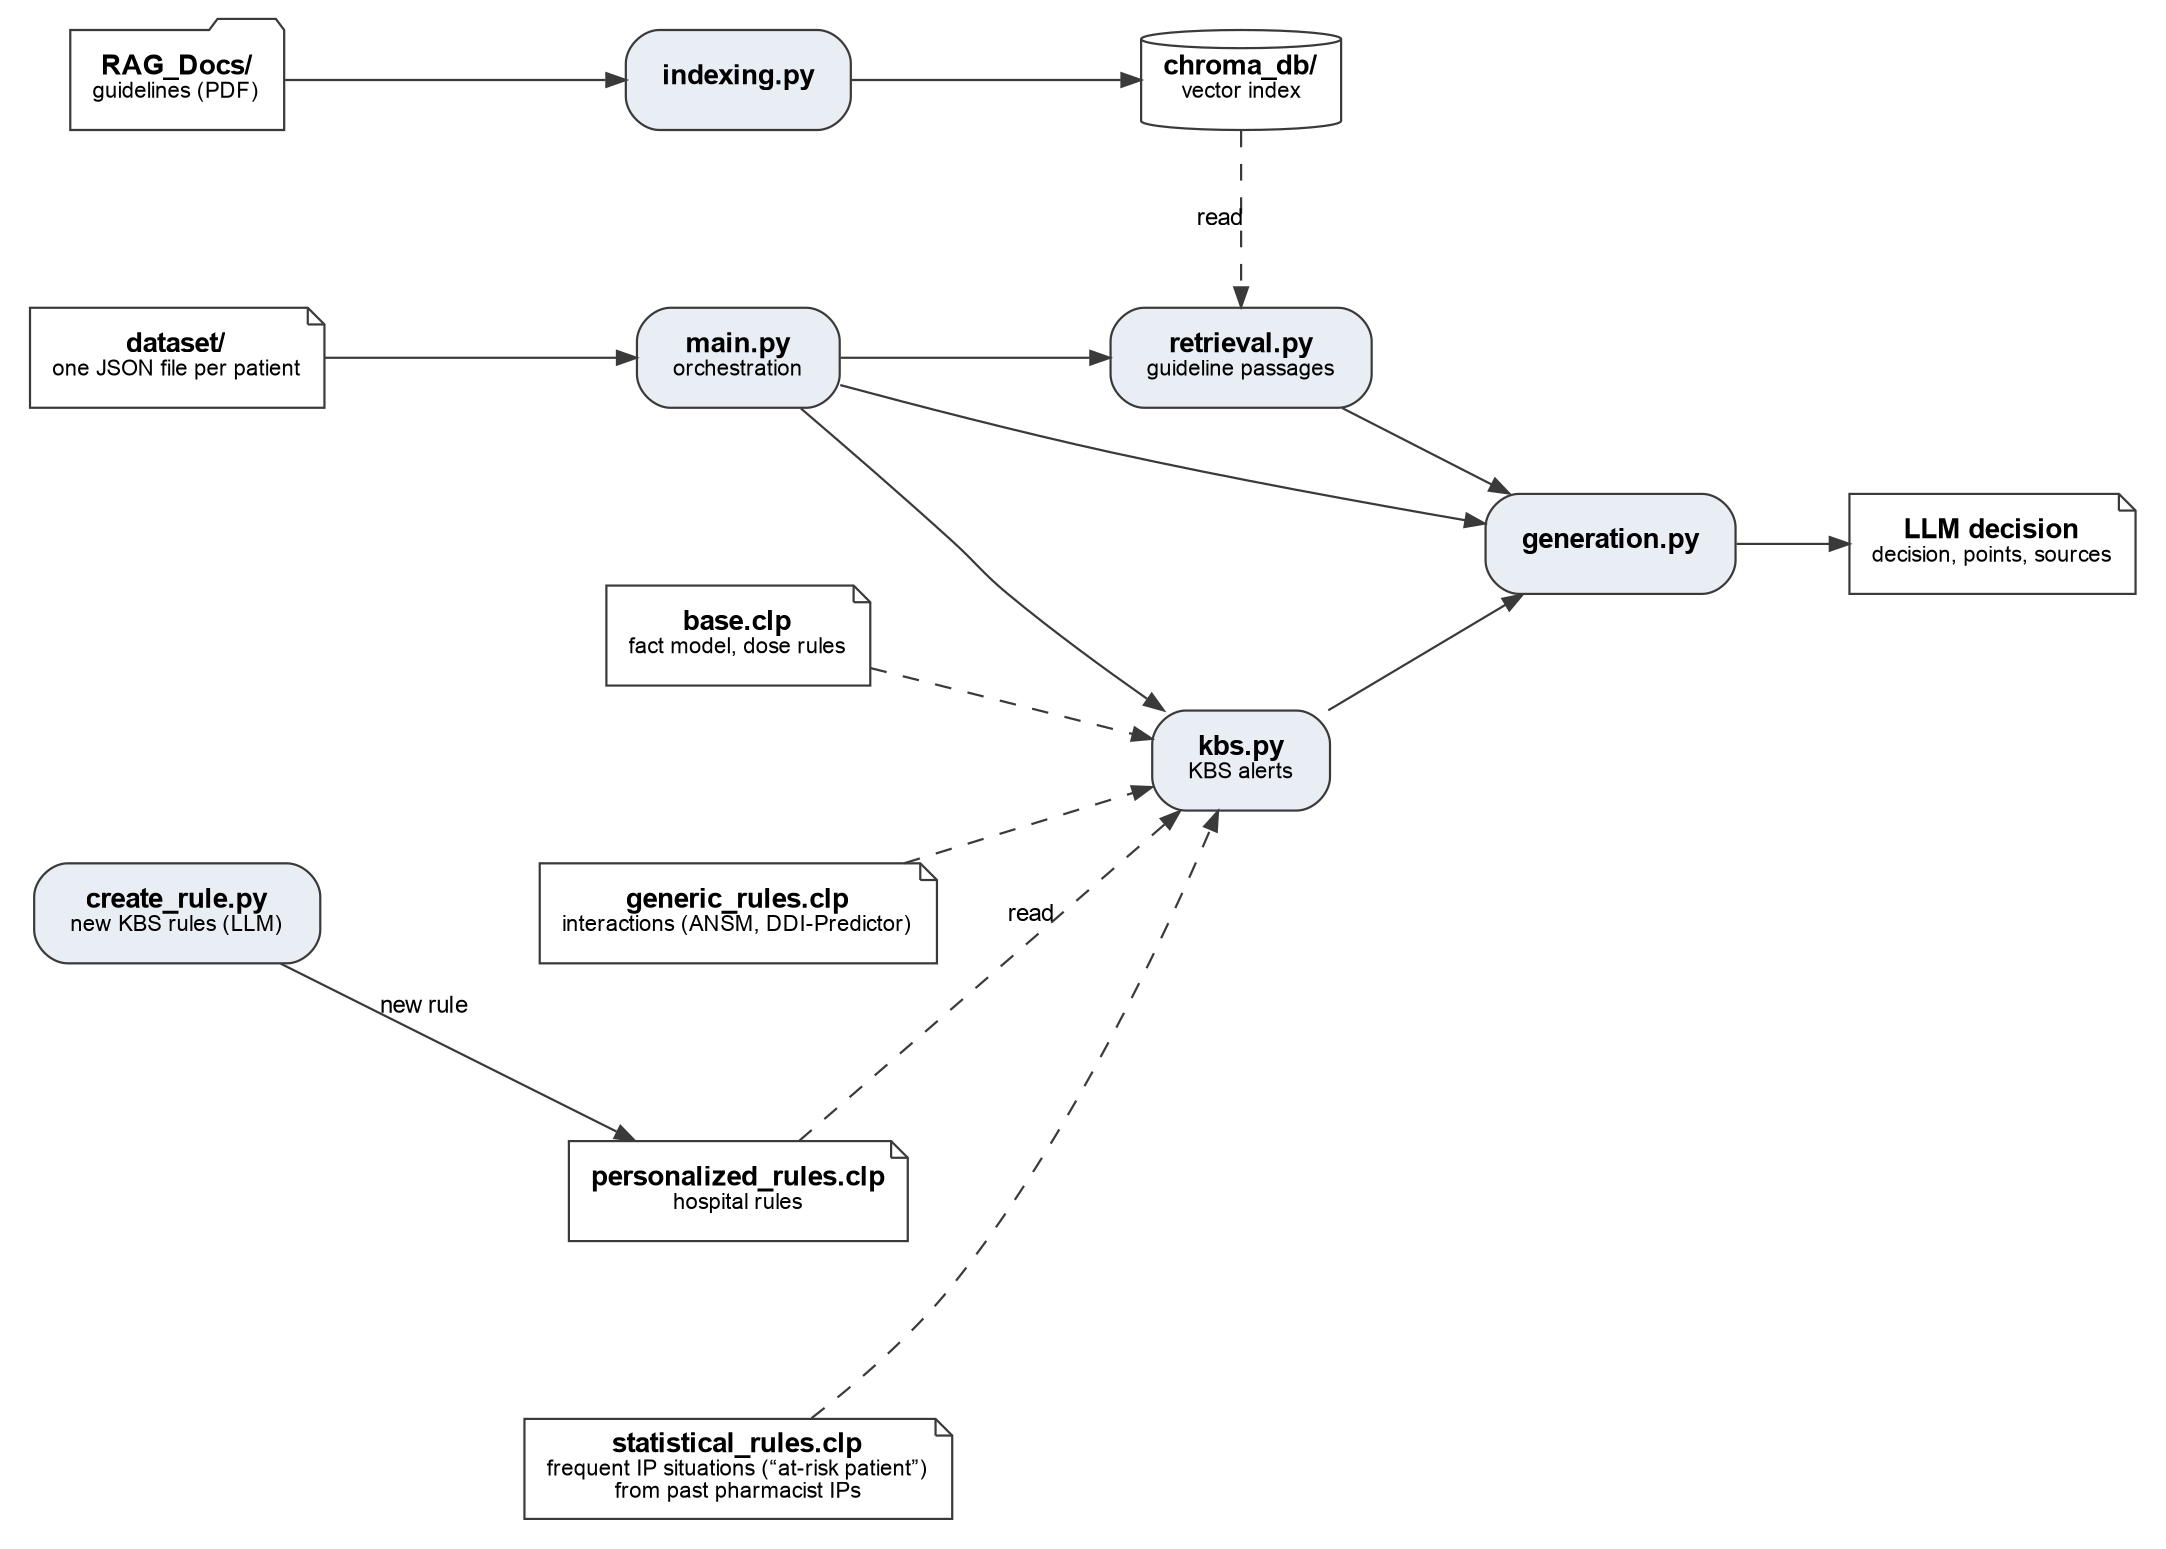 RAG_Docs/
guidelines (PDF)
indexing.py
chroma_db/
vector index
read
dataset/
one JSON file per patient
main.py
orchestration
retrieval.py
guideline passages
generation.py
LLM decision
decision, points, sources
base.clp
fact model, dose rules
kbs.py
KBS alerts
create_rule.py
new KBS rules (LLM)
generic_rules.clp
interactions (ANSM, DDI-Predictor)
read
new rule
personalized_rules.clp
hospital rules
statistical_rules.clp
frequent IP situations (“at-risk patient”)
from past pharmacist IPs